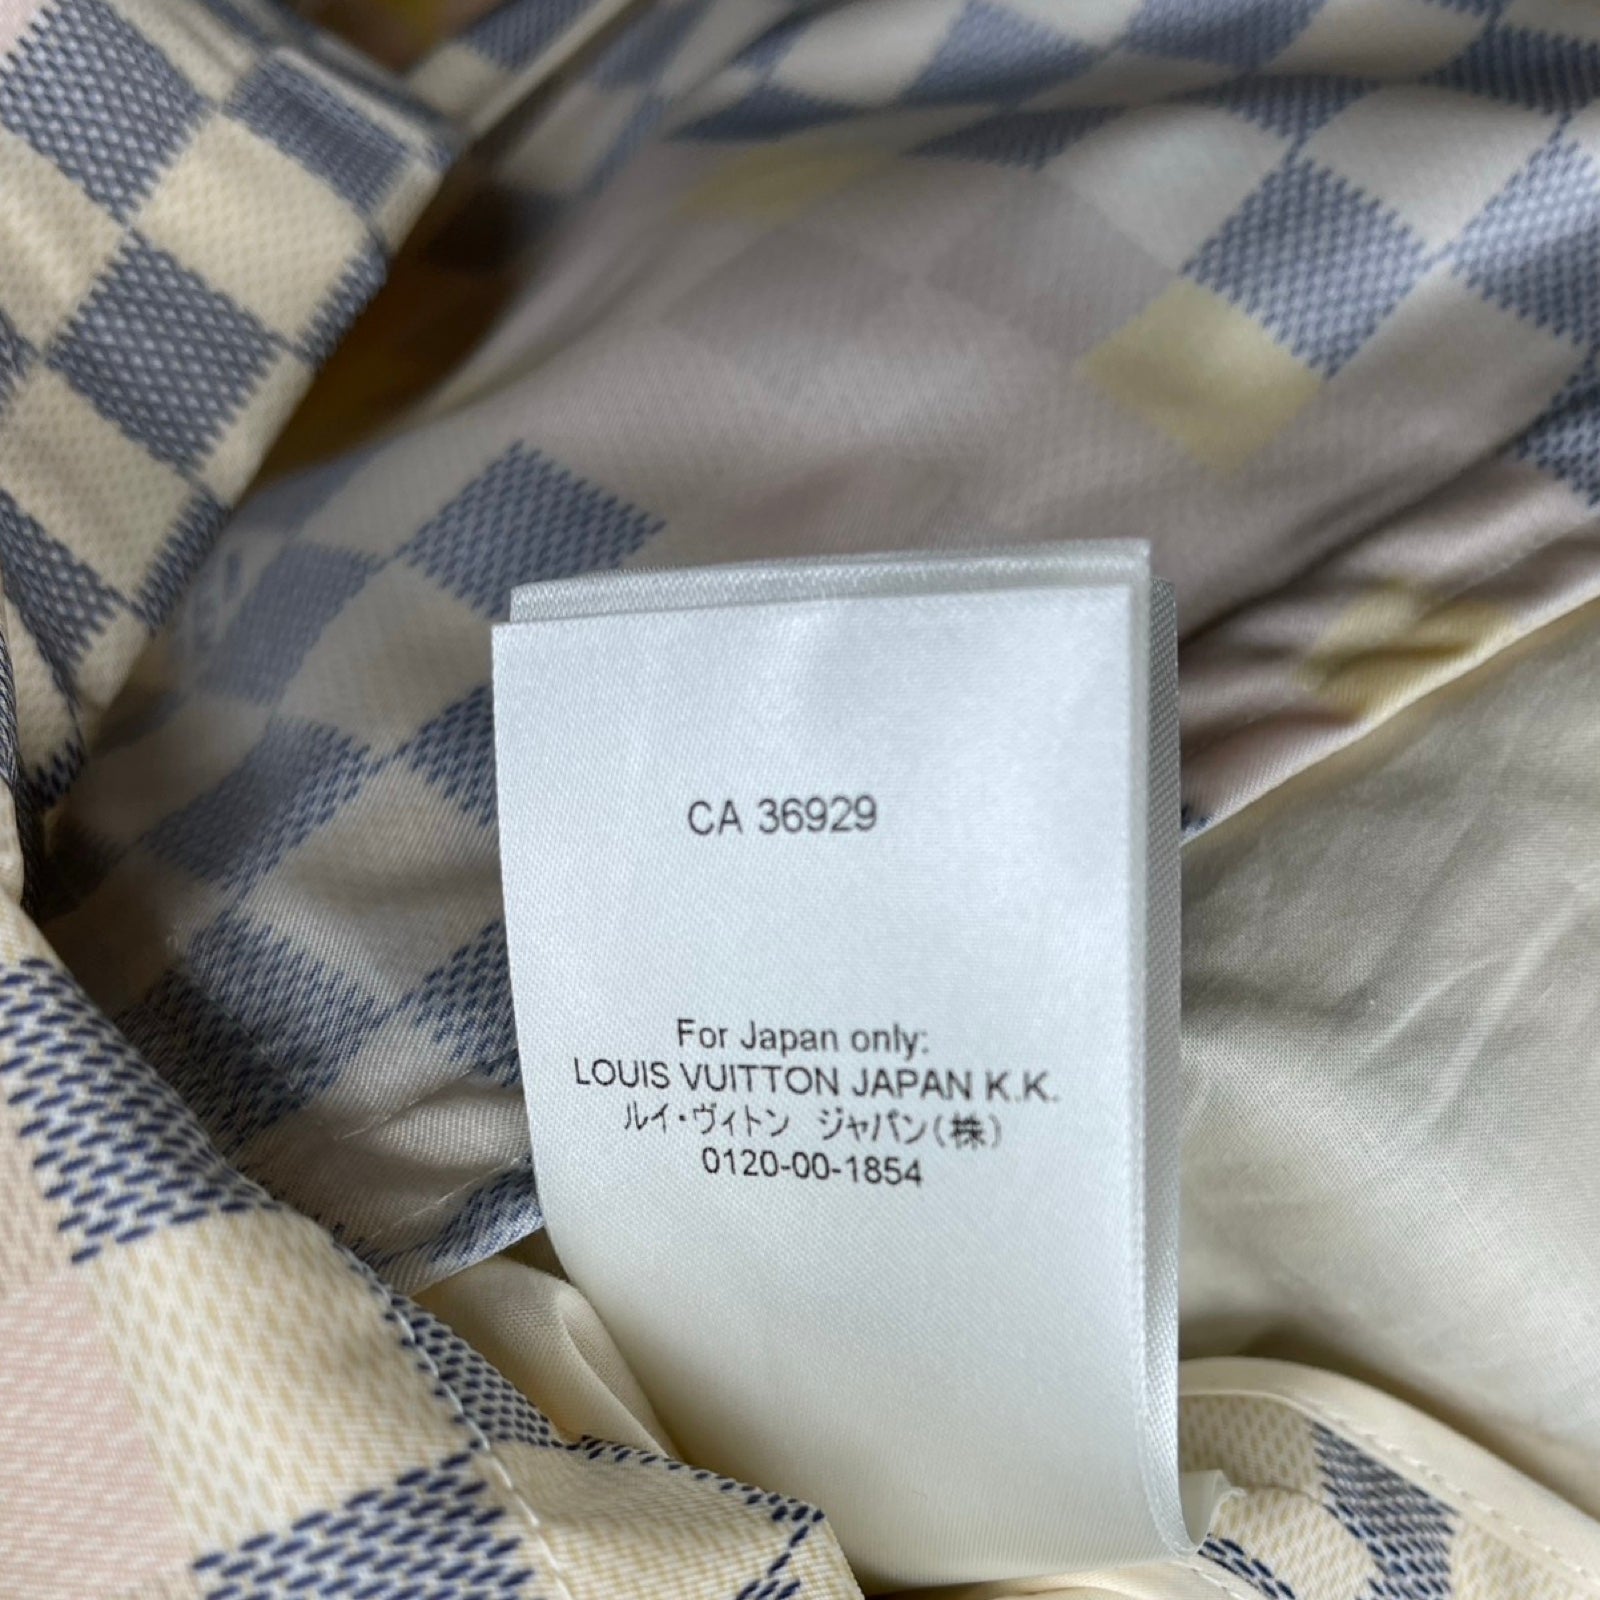 CA 36929
For Japan only:
LOUIS VUITTON JAPAN K.K.
ルイ・ヴィトン ジャパン(株)
0120-00-1854